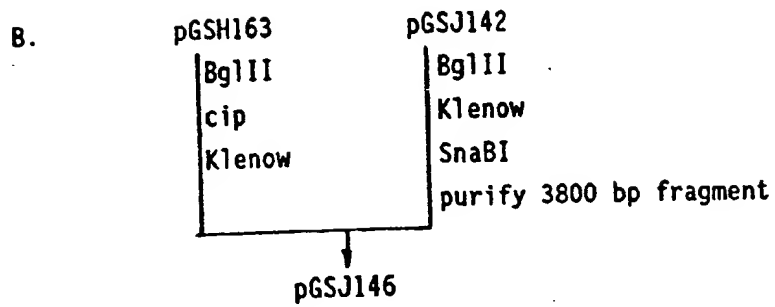 B.
pGSH163 pGSJ142
BglII BglII
cip Klenow
Klenow SnaBI
purify 3800 bp fragment
pGSJ146